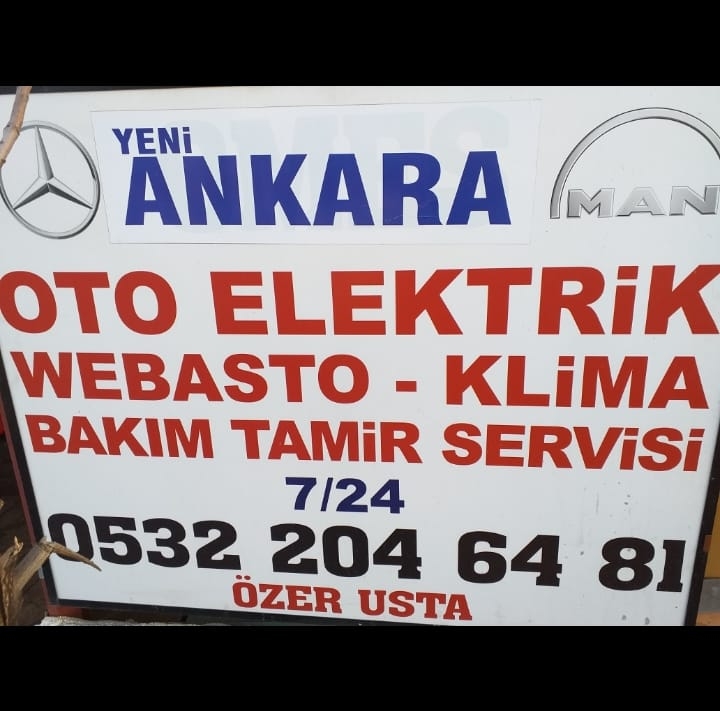 YENİ
ANKARA
MAN
OTO ELEKTRİK
WEBASTO - KLİMA
BAKIM TAMİR SERVİSİ
7/24
0532 204 64 81
ÖZER USTA